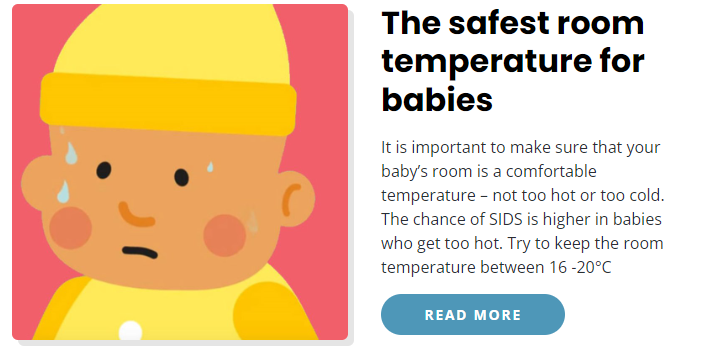 The safest room
temperature for
babies
It is important to make sure that your
baby’s room is a comfortable
temperature – not too hot or too cold.
The chance of SIDS is higher in babies
who get too hot. Try to keep the room
temperature between 16 -20°C
READ MORE